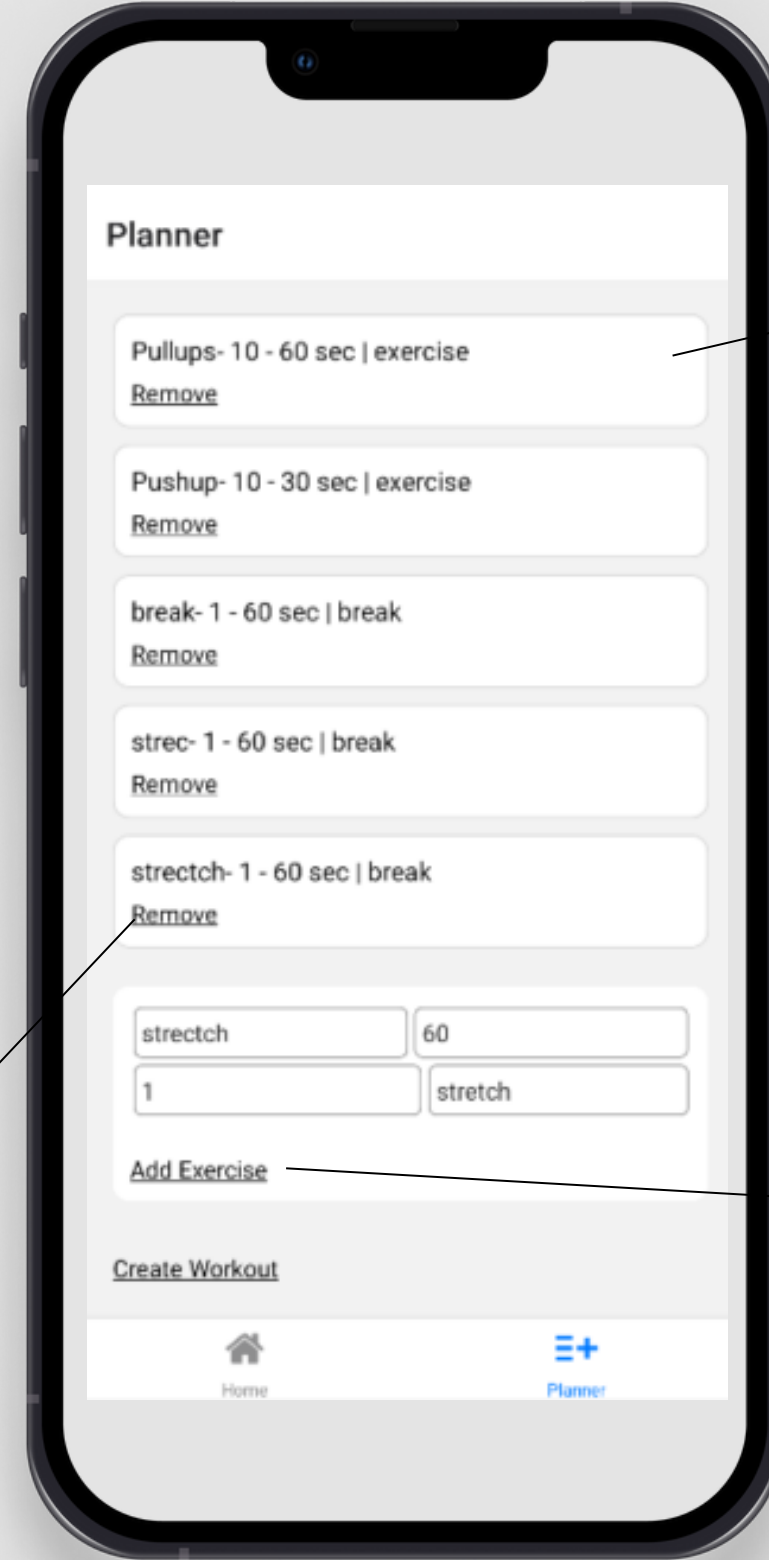 Planner
Pullups- 10 - 60 sec | exercise
Remove
Pushup- 10 - 30 sec | exercise
Remove
break- 1 - 60 sec | break
Remove
strec- 1 - 60 sec | break
Remove
strectch- 1 - 60 sec | break
Remove
strectch 60
1 stretch
Add Exercise
Create Workout
Home Planner